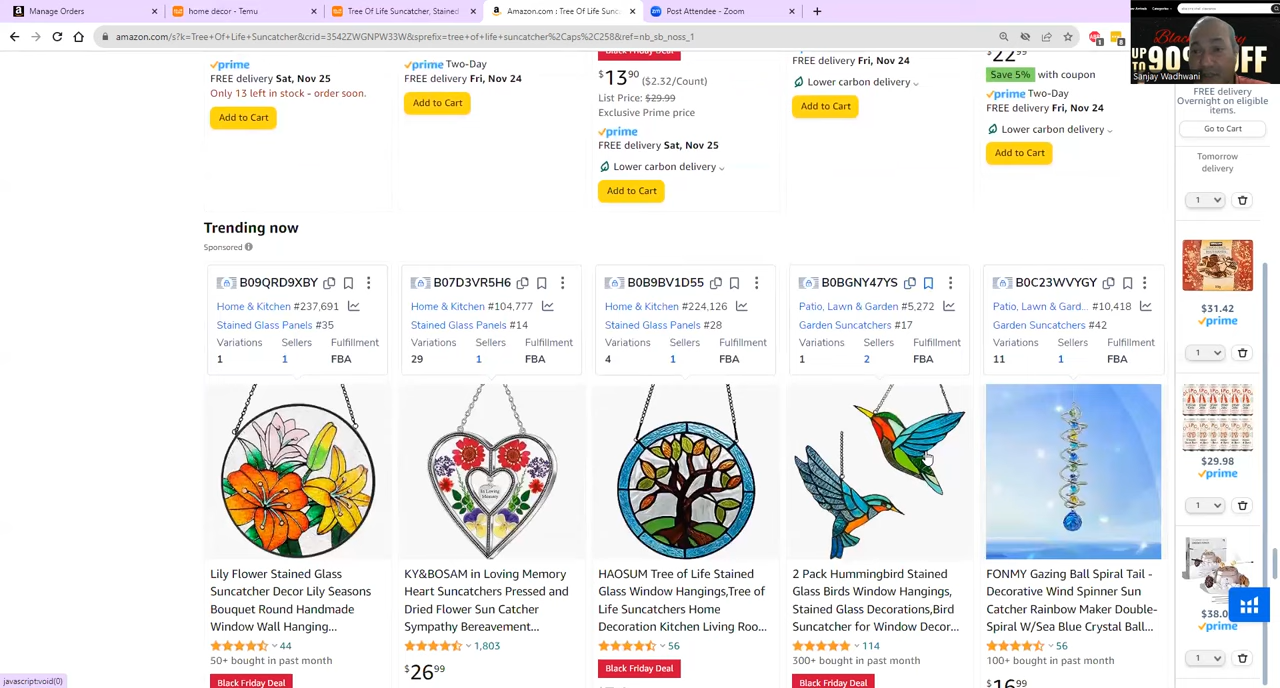 Manage Orders
home decor - Temu
Tree Of Life Suncatcher, Stained
Amazon.com : Tree Of Life Sunc
Post Attendee - Zoom
amazon.com/s?k=Tree+Of+Life+Suncatcher&crid=3542ZWGNPW33W&sprefix=tree+of+life+suncatcher%2Caps%2C258&ref=nb_sb_noss_1
UP TO 90% OFF
Sanjay Wadhwani
prime
FREE delivery Sat, Nov 25
Only 13 left in stock - order soon.
Add to Cart
prime Two-Day
FREE delivery Fri, Nov 24
Add to Cart
Black Friday Deal
$13.90 ($2.32/Count)
List Price: $29.99
Exclusive Prime price
prime
FREE delivery Sat, Nov 25
Lower carbon delivery
Add to Cart
FREE delivery Fri, Nov 24
Lower carbon delivery
Add to Cart
$22.99
Save 5% with coupon
prime Two-Day
FREE delivery Fri, Nov 24
Lower carbon delivery
Add to Cart
FREE delivery
Overnight on eligible
items.
Go to Cart
Tomorrow
delivery
1
$31.42
prime
1
$29.98
prime
1
$38.0
prime
1
Trending now
Sponsored
B09QRD9XBY
Home & Kitchen #237,691
Stained Glass Panels #35
Variations Sellers Fulfillment
1 1 FBA
Lily Flower Stained Glass
Suncatcher Decor Lily Seasons
Bouquet Round Handmade
Window Wall Hanging...
44
50+ bought in past month
Black Friday Deal
B07D3VR5H6
Home & Kitchen #104,777
Stained Glass Panels #14
Variations Sellers Fulfillment
29 1 FBA
In Loving
Memory
KY&BOSAM in Loving Memory
Heart Suncatchers Pressed and
Dried Flower Sun Catcher
Sympathy Bereavement...
1,803
$26.99
B0B9BV1D55
Home & Kitchen #224,126
Stained Glass Panels #28
Variations Sellers Fulfillment
4 1 FBA
HAOSUM Tree of Life Stained
Glass Window Hangings,Tree of
Life Suncatchers Home
Decoration Kitchen Living Roo...
56
Black Friday Deal
B0BGNY47YS
Patio, Lawn & Garden #5,272
Garden Suncatchers #17
Variations Sellers Fulfillment
1 2 FBA
2 Pack Hummingbird Stained
Glass Birds Window Hangings,
Stained Glass Decorations,Bird
Suncatcher for Window Decor...
114
300+ bought in past month
Black Friday Deal
B0C23WVYGY
Patio, Lawn & Gard... #10,418
Garden Suncatchers #42
Variations Sellers Fulfillment
11 1 FBA
FONMY Gazing Ball Spiral Tail -
Decorative Wind Spinner Sun
Catcher Rainbow Maker Double-
Spiral W/Sea Blue Crystal Ball...
56
100+ bought in past month
$16.99
javascript:void(0)